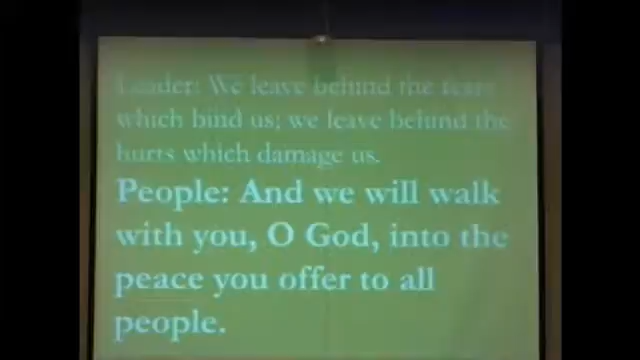 Leader: We leave behind the fears
which bind us; we leave behind the
hurts which damage us.
People: And we will walk
with you, O God, into the
peace you offer to all
people.